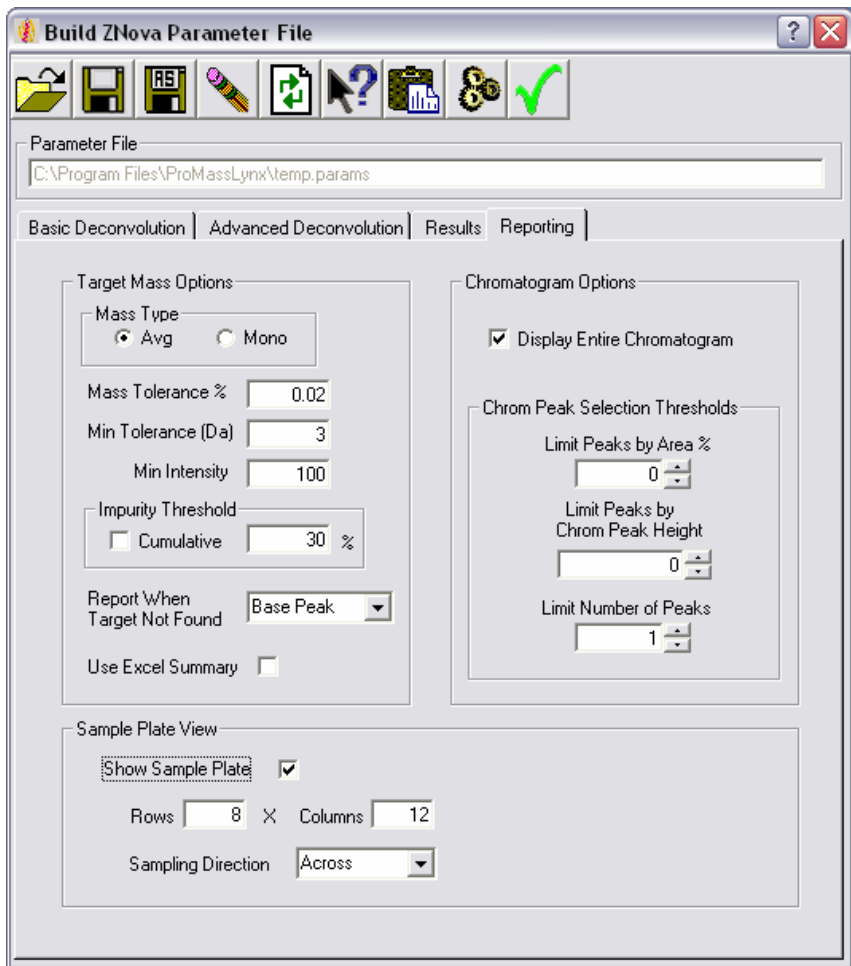 Build ZNova Parameter File
?
AS
?
Parameter File
C:\Program Files\ProMassLynx\temp.params
Basic Deconvolution
Advanced Deconvolution
Results
Reporting
Target Mass Options
Mass Type
Avg
Mono
Mass Tolerance %
0.02
Min Tolerance (Da)
3
Min Intensity
100
Impurity Threshold
Cumulative
30
%
Report When
Target Not Found
Base Peak
Use Excel Summary
Chromatogram Options
Display Entire Chromatogram
Chrom Peak Selection Thresholds
Limit Peaks by Area %
0
Limit Peaks by
Chrom Peak Height
0
Limit Number of Peaks
1
Sample Plate View
Show Sample Plate
Rows
8
X
Columns
12
Sampling Direction
Across